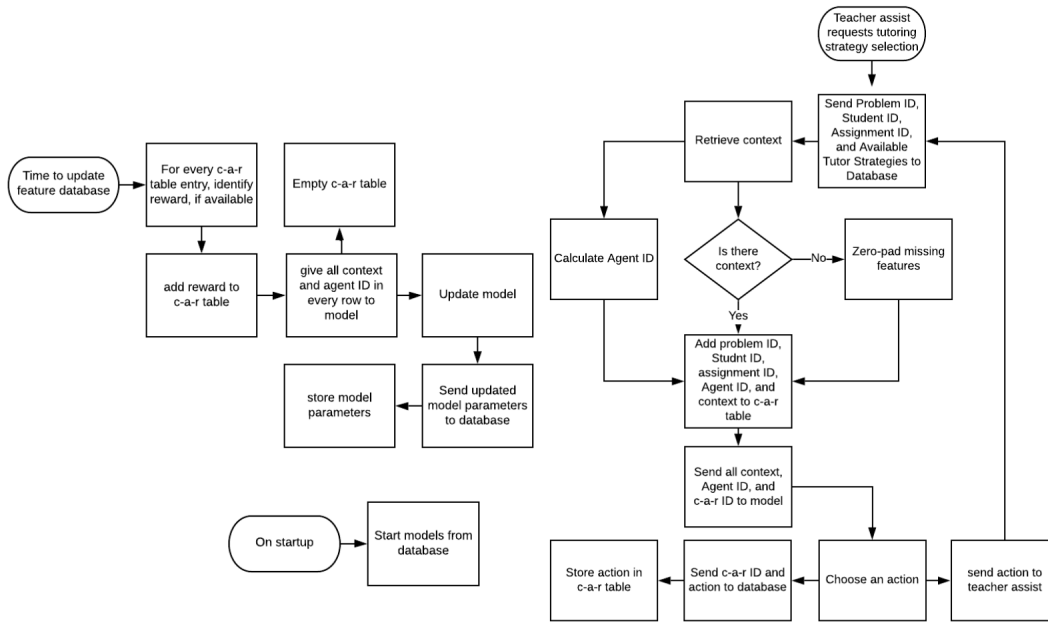 Time to update
feature database
For every c-a-r
table entry, identify
reward, if available
Empty c-a-r table
add reward to
c-a-r table
give all context
and agent ID in
every row to
model
Update model
store model
parameters
Send updated
model parameters
to database
On startup
Start models from
database
Teacher assist
requests tutoring
strategy selection
Send Problem ID,
Student ID,
Assignment ID,
and Available
Tutor Strategies to
Database
Retrieve context
Calculate Agent ID
Is there
context?
No
Zero-pad missing
features
Yes
Add problem ID,
Studnt ID,
assignment ID,
Agent ID, and
context to c-a-r
table
Send all context,
Agent ID, and
c-a-r ID to model
Store action in
c-a-r table
Send c-a-r ID and
action to database
Choose an action
send action to
teacher assist